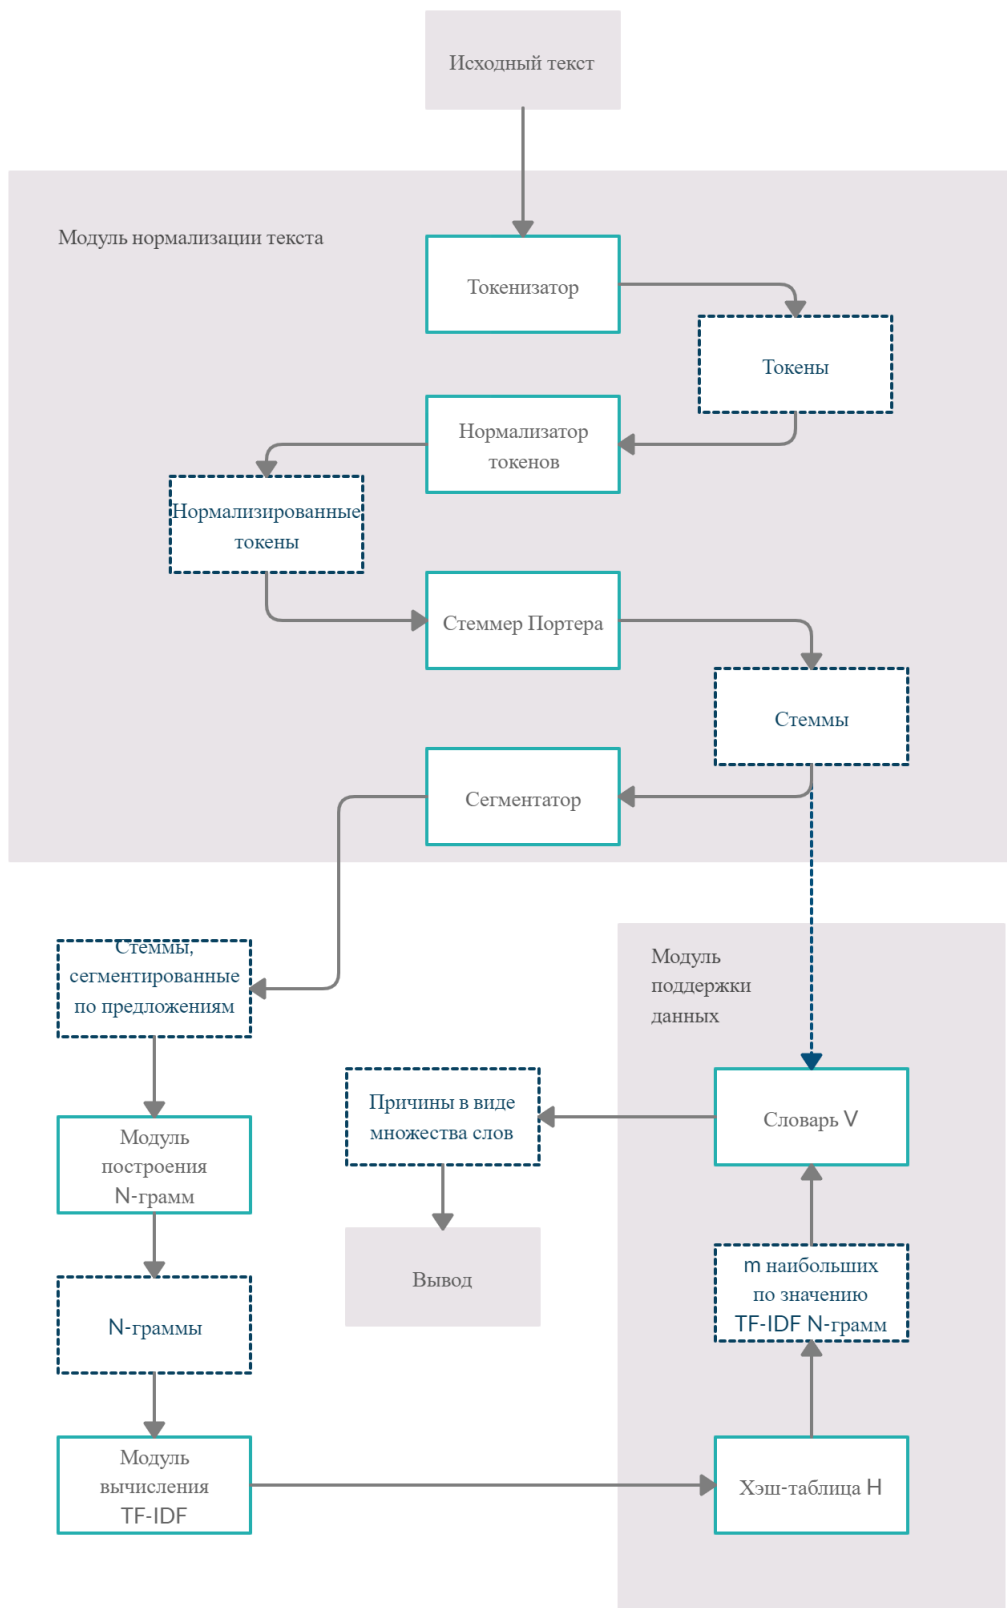 Исходный текст
Модуль нормализации текста
Токенизатор
Токены
Нормализатор
токенов
Нормализированные
токены
Стеммер Портера
Стеммы
Сегментатор
Стеммы,
сегментированные
по предложениям
Модуль
поддержки
данных
Причины в виде
множества слов
Словарь V
Модуль
построения
N-грамм
Вывод
m наибольших
по значению
TF-IDF N-грамм
N-граммы
Модуль
вычисления
TF-IDF
Хэш-таблица H